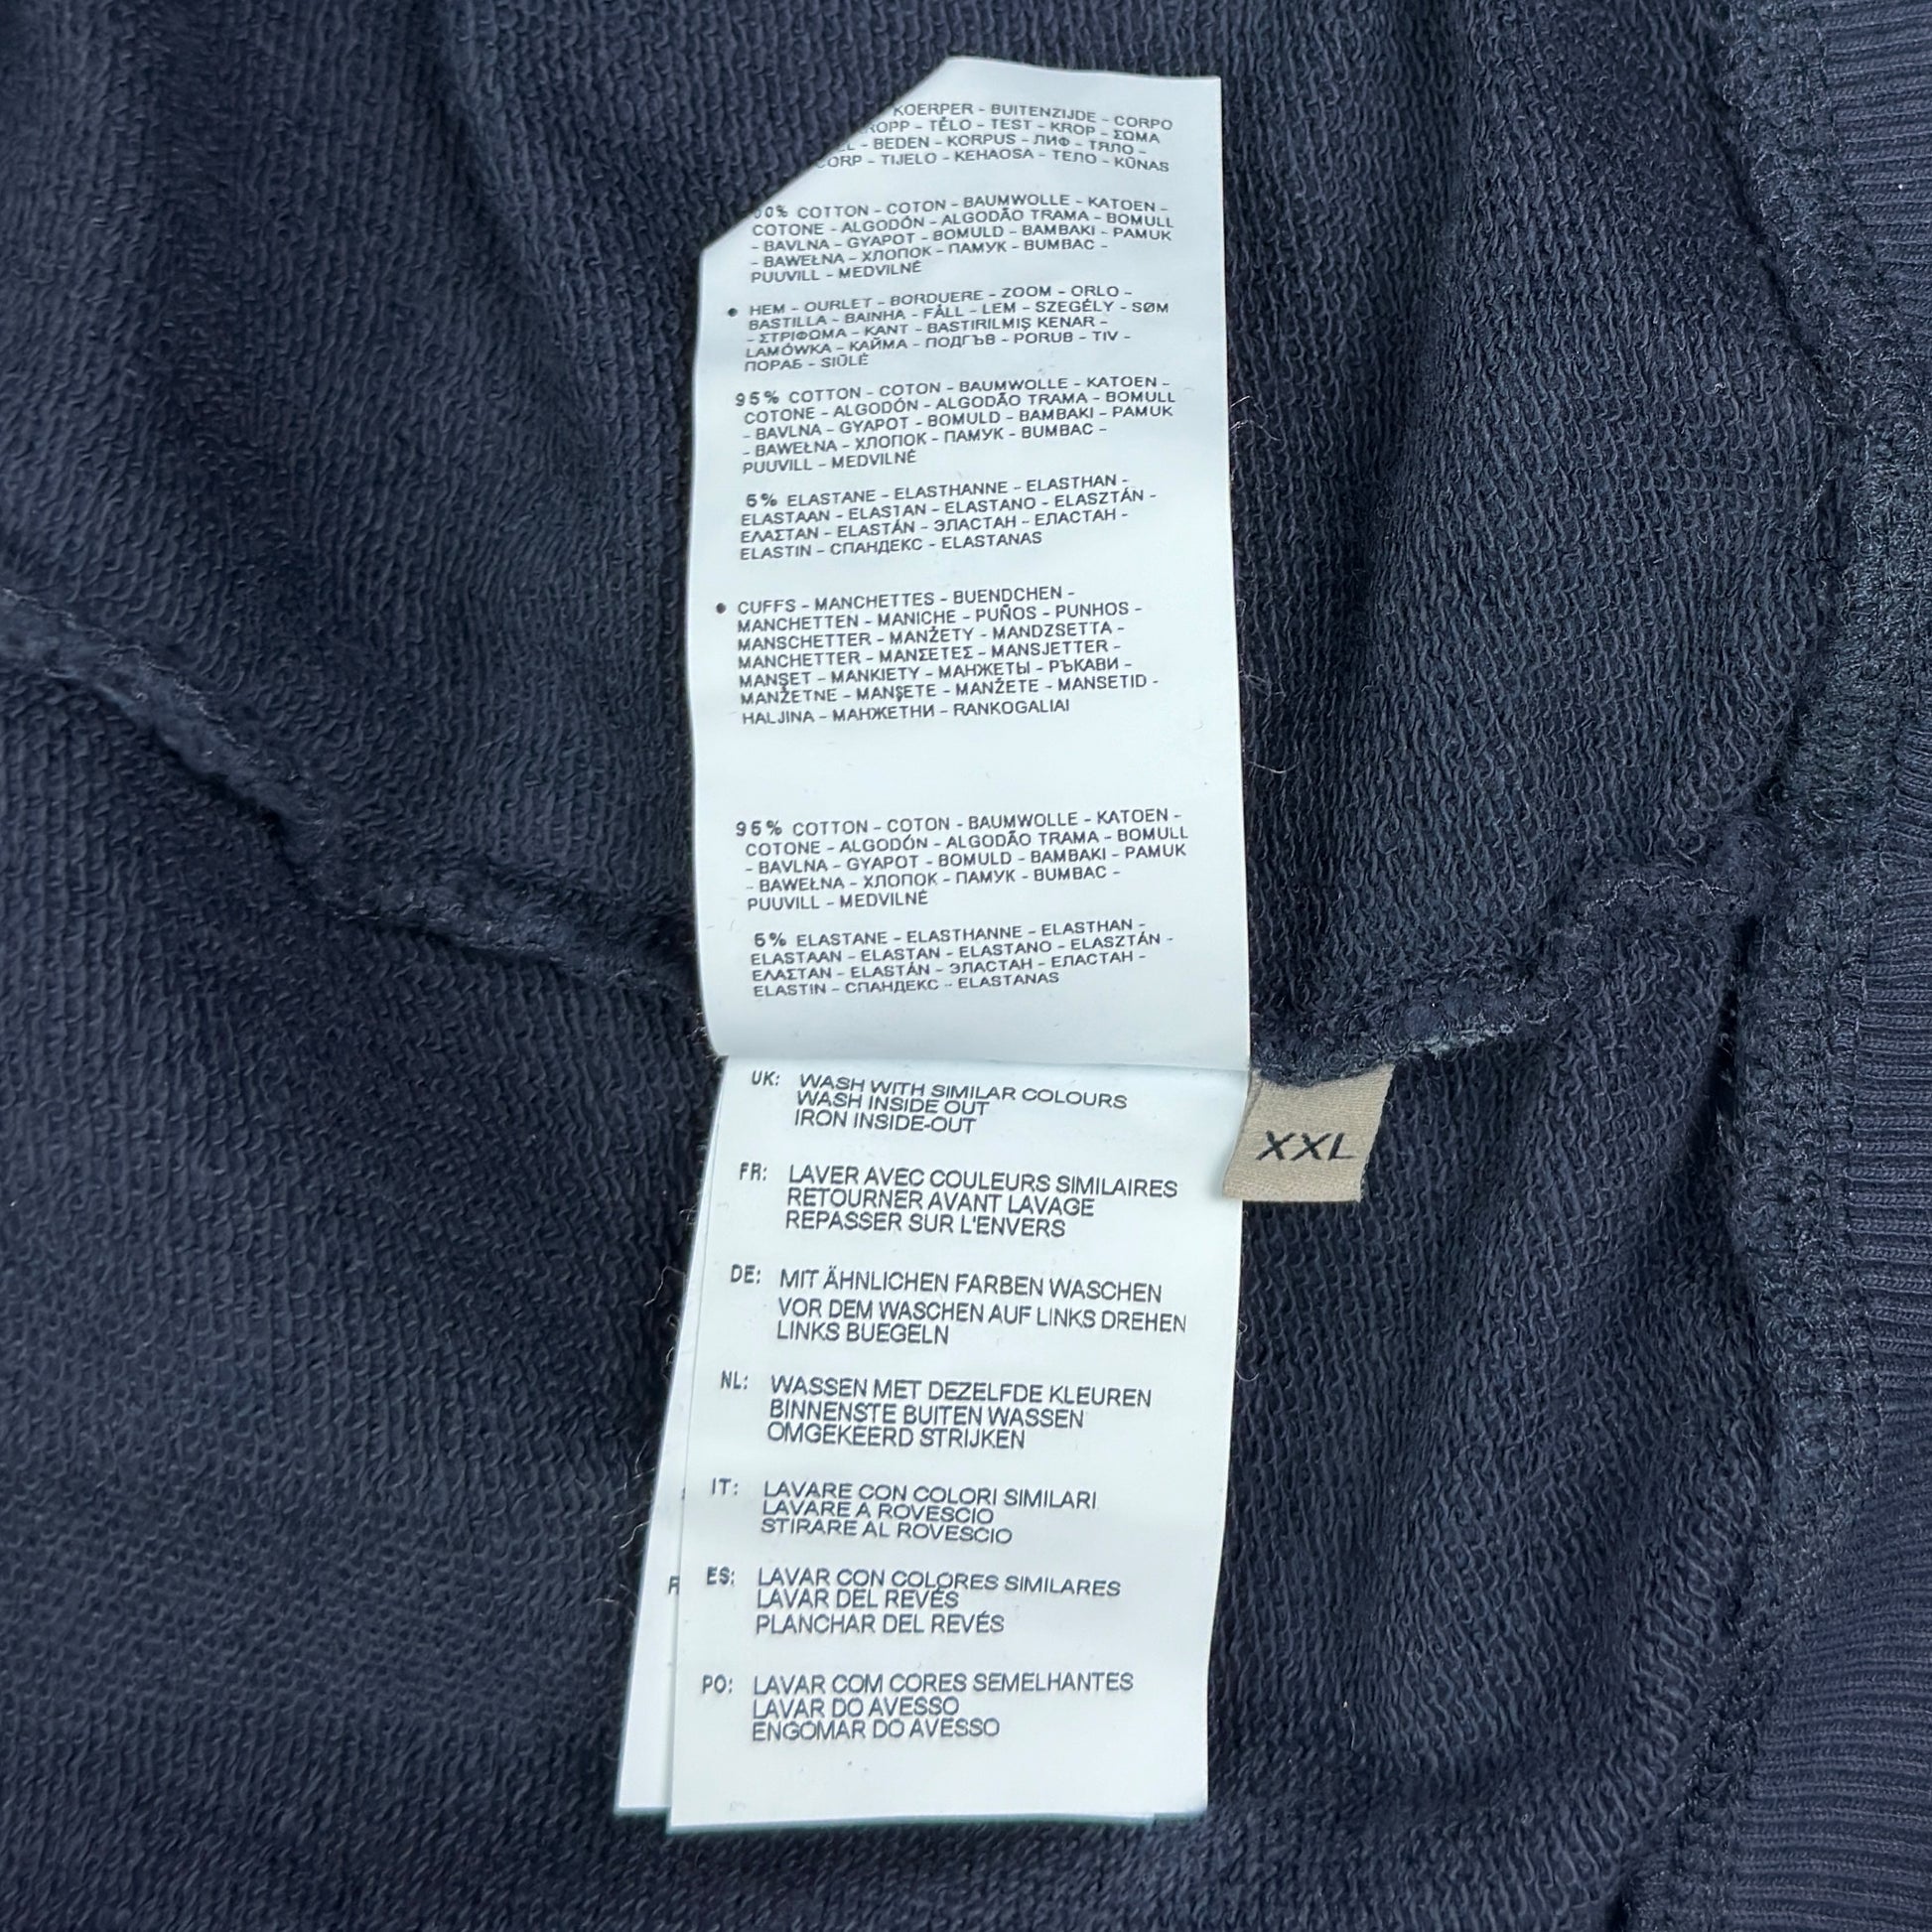 KOERPER - BUITENZIJDE - CORPO
KROPP - TĚLO - TEST - KROP - ΣΩΜΑ
- BEDEN - KORPUS - ЛИФ - ТЯЛО -
CORP - TIJELO - KEHAOSA - ТЕЛО - KŪNAS
00% COTTON - COTON - BAUMWOLLE - KATOEN -
COTONE - ALGODÓN - ALGODÃO TRAMA - BOMULL
- BAVLNA - GYAPOT - BOMULD - BAMBAKI - PAMUK
- BAWEŁNA - ХЛОПОК - ПАМУК - BUMBAC -
PUUVILL - MEDVILNÉ
• HEM - OURLET - BORDUERE - ZOOM - ORLO -
BASTILLA - BAINHA - FÅLL - LEM - SZEGÉLY - SØM
- ΣΤΡΙΦΩΜΑ - KANT - BASTIRILMIŞ KENAR -
LAMÓWKA - КАЙМА - ПОДГЪВ - PORUB - TIV -
ПОРАБ - SIŪLÉ
95% COTTON - COTON - BAUMWOLLE - KATOEN -
COTONE - ALGODÓN - ALGODÃO TRAMA - BOMULL
- BAVLNA - GYAPOT - BOMULD - BAMBAKI - PAMUK
- BAWEŁNA - ХЛОПОК - ПАМУК - BUMBAC -
PUUVILL - MEDVILNÉ
5% ELASTANE - ELASTHANNE - ELASTHAN -
ELASTAAN - ELASTAN - ELASTANO - ELASZTÁN -
ΕΛΑΣΤΑΝ - ELASTÁN - ЭЛАСТАН - ЕЛАСТАН -
ELASTIN - СПАНДЕКС - ELASTANAS
• CUFFS - MANCHETTES - BUENDCHEN -
MANCHETTEN - MANICHE - PUÑOS - PUNHOS -
MANSCHETTER - MANŽETY - MANDZSETTA -
MANCHETTER - ΜΑΝΣΕΤΕΣ - MANSJETTER -
MANŞET - MANKIETY - МАНЖЕТЫ - РЪКАВИ -
MANŽETNE - MANŞETE - MANŽETE - MANSETID -
HALJINA - МАНЖЕТНИ - RANKOGALIAI
95% COTTON - COTON - BAUMWOLLE - KATOEN -
COTONE - ALGODÓN - ALGODÃO TRAMA - BOMULL
- BAVLNA - GYAPOT - BOMULD - BAMBAKI - PAMUK
- BAWEŁNA - ХЛОПОК - ПАМУК - BUMBAC -
PUUVILL - MEDVILNÉ
5% ELASTANE - ELASTHANNE - ELASTHAN -
ELASTAAN - ELASTAN - ELASTANO - ELASZTÁN -
ΕΛΑΣΤΑΝ - ELASTÁN - ЭЛАСТАН - ЕЛАСТАН -
ELASTIN - СПАНДЕКС - ELASTANAS
UK: WASH WITH SIMILAR COLOURS
WASH INSIDE OUT
IRON INSIDE-OUT
XXL
FR: LAVER AVEC COULEURS SIMILAIRES
RETOURNER AVANT LAVAGE
REPASSER SUR L'ENVERS
DE: MIT ÄHNLICHEN FARBEN WASCHEN
VOR DEM WASCHEN AUF LINKS DREHEN
LINKS BUEGELN
NL: WASSEN MET DEZELFDE KLEUREN
BINNENSTE BUITEN WASSEN
OMGEKEERD STRIJKEN
IT: LAVARE CON COLORI SIMILARI
LAVARE A ROVESCIO
STIRARE AL ROVESCIO
ES: LAVAR CON COLORES SIMILARES
LAVAR DEL REVÉS
PLANCHAR DEL REVÉS
PO: LAVAR COM CORES SEMELHANTES
LAVAR DO AVESSO
ENGOMAR DO AVESSO